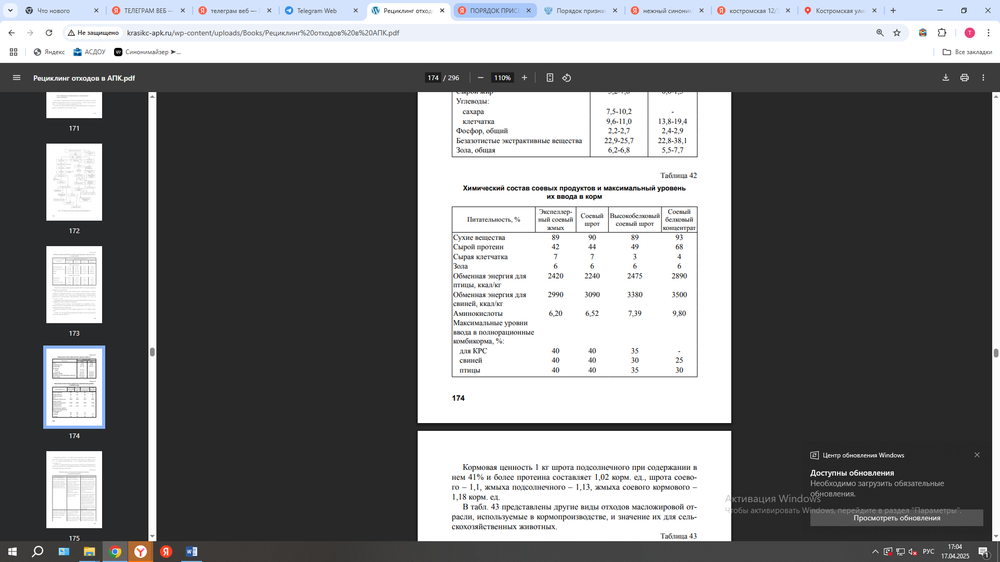 Что нового
ТЕЛЕГРАМ ВЕБ —
телеграм веб —
Telegram Web
Рециклинг отход
ПОРЯДОК ПРИСЕ
Порядок призна
нежный синоним
костромская 12/
Костромская ули
Не защищено
krasikc-apk.ru/wp-content/uploads/Books/Рециклинг%20отходов%20в%20АПК.pdf
Яндекс
АСДОУ
Синонимайзер ➤...
Все закладки
Рециклинг отходов в АПК.pdf
174 / 296
110%
171
172
173
174
175
Сырой жир
Углеводы:
сахара 7,5-10,2 -
клетчатка 9,6-11,0 13,8-19,4
Фосфор, общий 2,2-2,7 2,4-2,9
Безазотистые экстрактивные вещества 22,9-25,7 22,8-38,1
Зола, общая 6,2-6,8 5,5-7,7
Таблица 42
Химический состав соевых продуктов и максимальный уровень
их ввода в корм
Питательность, %
Экспеллер-
ный соевый
жмых
Соевый
шрот
Высокобелковый
соевый шрот
Соевый
белковый
концентрат
Сухие вещества 89 90 89 93
Сырой протеин 42 44 49 68
Сырая клетчатка 7 7 3 4
Зола 6 6 6 6
Обменная энергия для 2420 2240 2475 2890
птицы, ккал/кг
Обменная энергия для 2990 3090 3380 3500
свиней, ккал/кг
Аминокислоты 6,20 6,52 7,39 9,80
Максимальные уровни
ввода в полнорационные
комбикорма, %:
для КРС 40 40 35 -
свиней 40 40 30 25
птицы 40 40 35 30
174
Кормовая ценность 1 кг шрота подсолнечного при содержании в
нем 41% и более протеина составляет 1,02 корм. ед., шрота соево-
го – 1,1, жмыха подсолнечного – 1,13, жмыха соевого кормового –
1,18 корм. ед.
В табл. 43 представлены другие виды отходов масложировой от-
расли, используемые в кормопроизводстве, и значение их для сель-
скохозяйственных животных.
Таблица 43
Центр обновления Windows
Доступны обновления
Необходимо загрузить обязательные
обновления.
Просмотреть обновления
Активация Windows
Чтобы активировать Windows, перейдите в раздел "Параметры".
РУС
17:04
17.04.2025
1